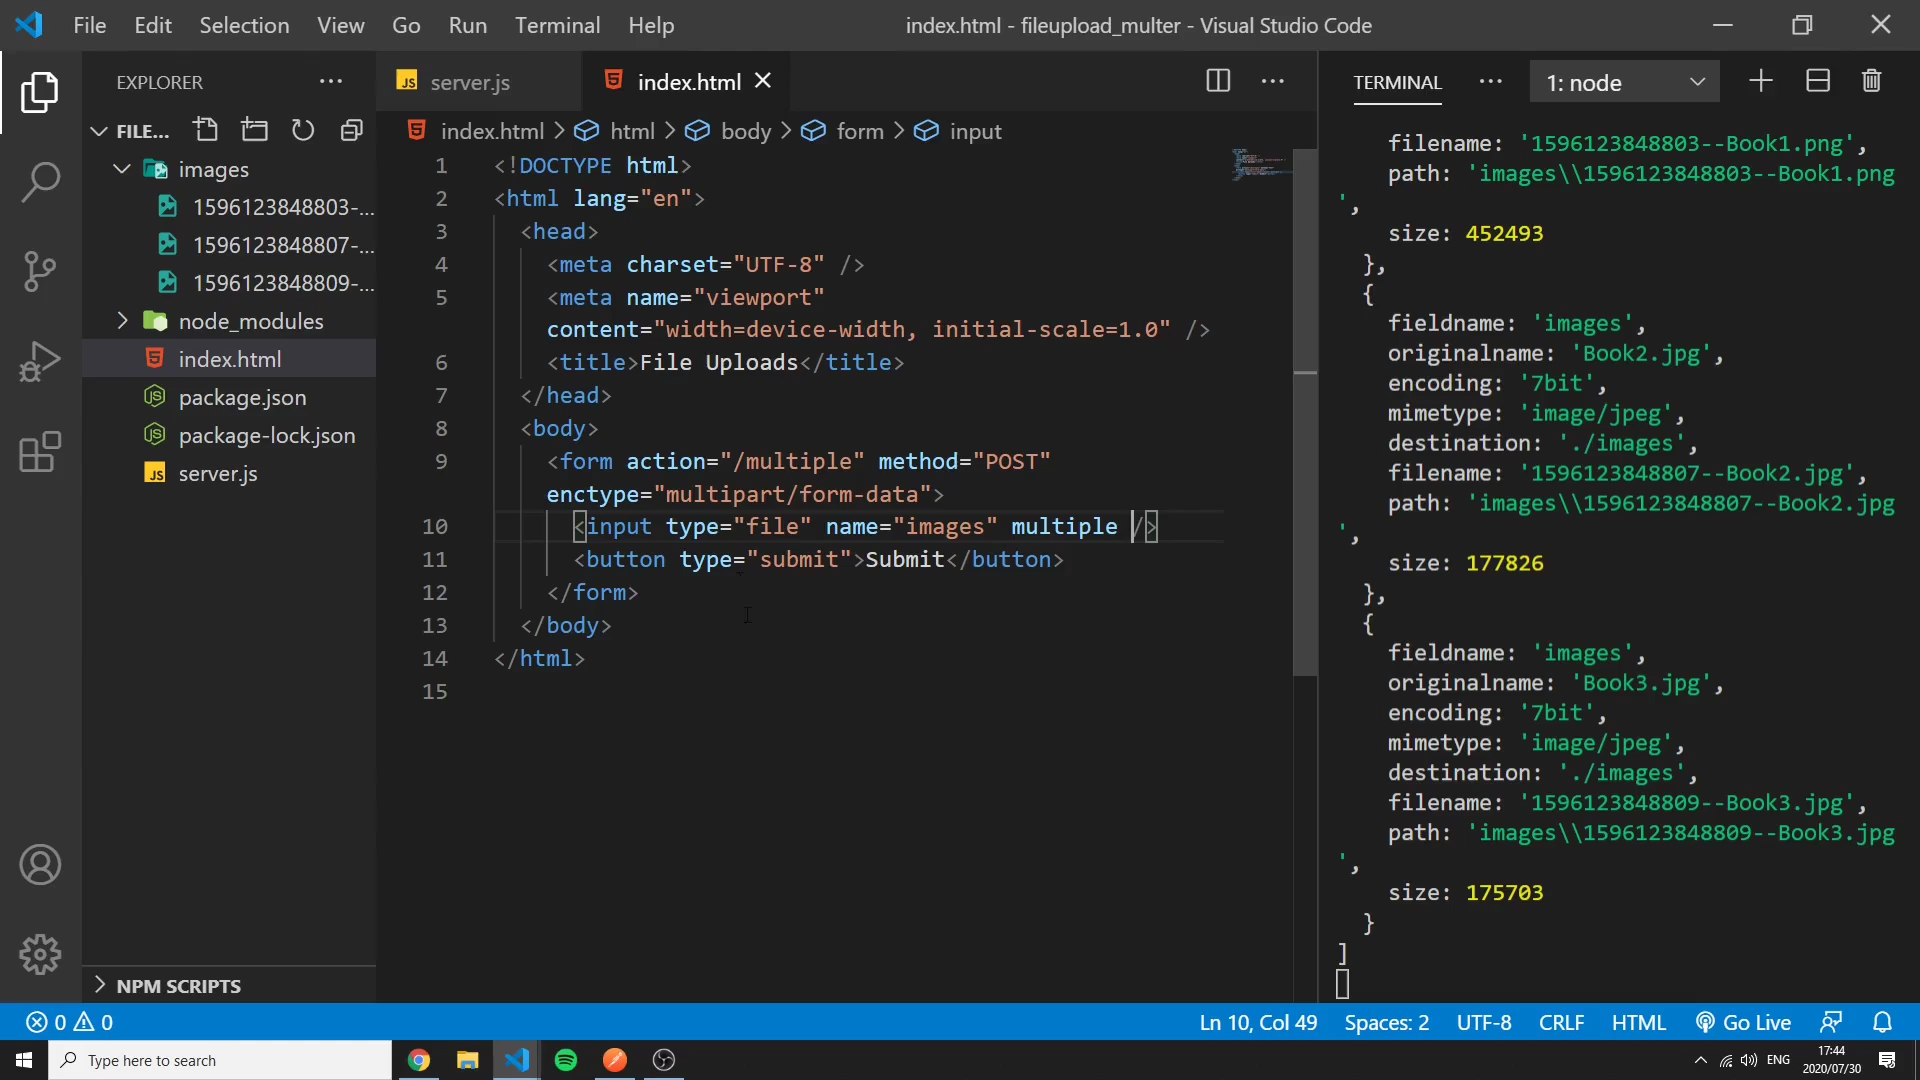 File Edit Selection View Go Run Terminal Help
index.html - fileupload_multer - Visual Studio Code
EXPLORER
FILE...
images
1596123848803-...
1596123848807-...
1596123848809-...
node_modules
index.html
package.json
package-lock.json
server.js
NPM SCRIPTS
server.js
index.html
index.html > html > body > form > input
1 <!DOCTYPE html>
2 <html lang="en">
3 <head>
4 <meta charset="UTF-8" />
5 <meta name="viewport"
content="width=device-width, initial-scale=1.0" />
6 <title>File Uploads</title>
7 </head>
8 <body>
9 <form action="/multiple" method="POST"
enctype="multipart/form-data">
10 <input type="file" name="images" multiple />
11 <button type="submit">Submit</button>
12 </form>
13 </body>
14 </html>
15
TERMINAL
1: node
filename: '1596123848803--Book1.png',
path: 'images\\1596123848803--Book1.png
',
size: 452493
},
{
fieldname: 'images',
originalname: 'Book2.jpg',
encoding: '7bit',
mimetype: 'image/jpeg',
destination: './images',
filename: '1596123848807--Book2.jpg',
path: 'images\\1596123848807--Book2.jpg
',
size: 177826
},
{
fieldname: 'images',
originalname: 'Book3.jpg',
encoding: '7bit',
mimetype: 'image/jpeg',
destination: './images',
filename: '1596123848809--Book3.jpg',
path: 'images\\1596123848809--Book3.jpg
',
size: 175703
}
]
0 0
Ln 10, Col 49 Spaces: 2 UTF-8 CRLF HTML Go Live
Type here to search
ENG
17:44
2020/07/30